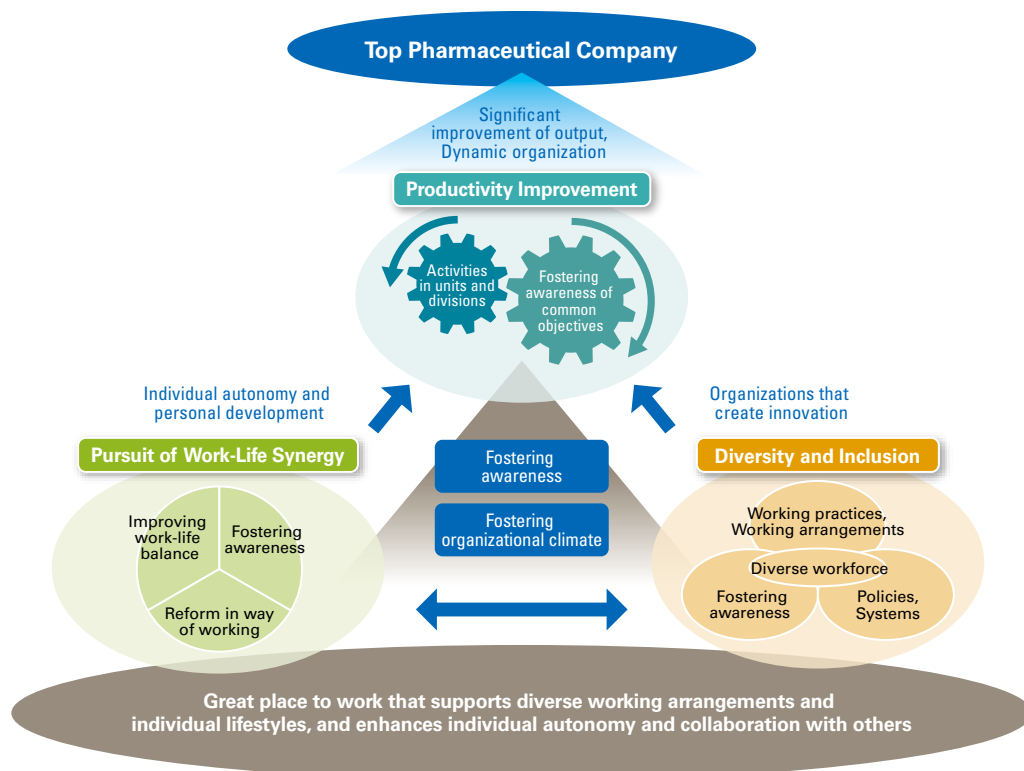 Top Pharmaceutical Company
Significant
improvement of output,
Dynamic organization
Productivity Improvement
Activities
in units and
divisions
Fostering
awareness of
common
objectives
Individual autonomy and
personal development
Organizations that
create innovation
Pursuit of Work-Life Synergy
Fostering
awareness
Fostering
organizational climate
Diversity and Inclusion
Improving
work-life
balance
Fostering
awareness
Reform in way
of working
Working practices,
Working arrangements
Diverse workforce
Fostering
awareness
Policies,
Systems
Great place to work that supports diverse working arrangements and
individual lifestyles, and enhances individual autonomy and collaboration with others